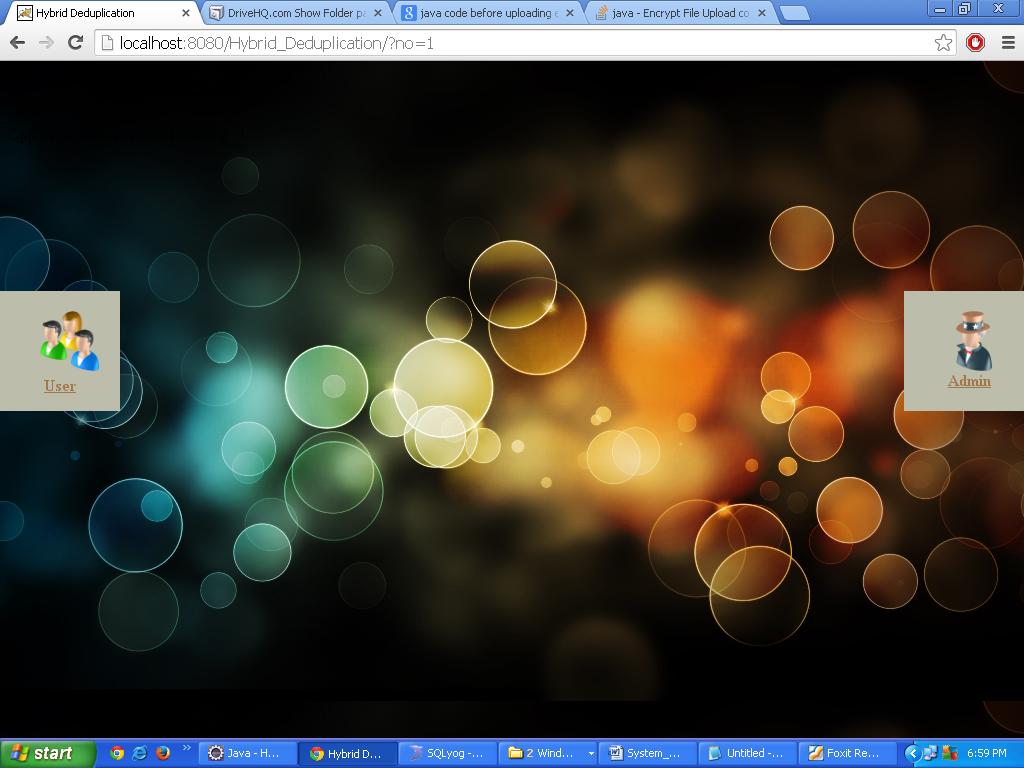 Hybrid Deduplication
DriveHQ.com Show Folder pa
java code before uploading e
java - Encrypt File Upload co
localhost:8080/Hybrid_Deduplication/?no=1
User
Admin
start
Java - H...
Hybrid D...
SQLyog -...
2 Wind...
System_...
Untitled -...
Foxit Re...
6:59 PM